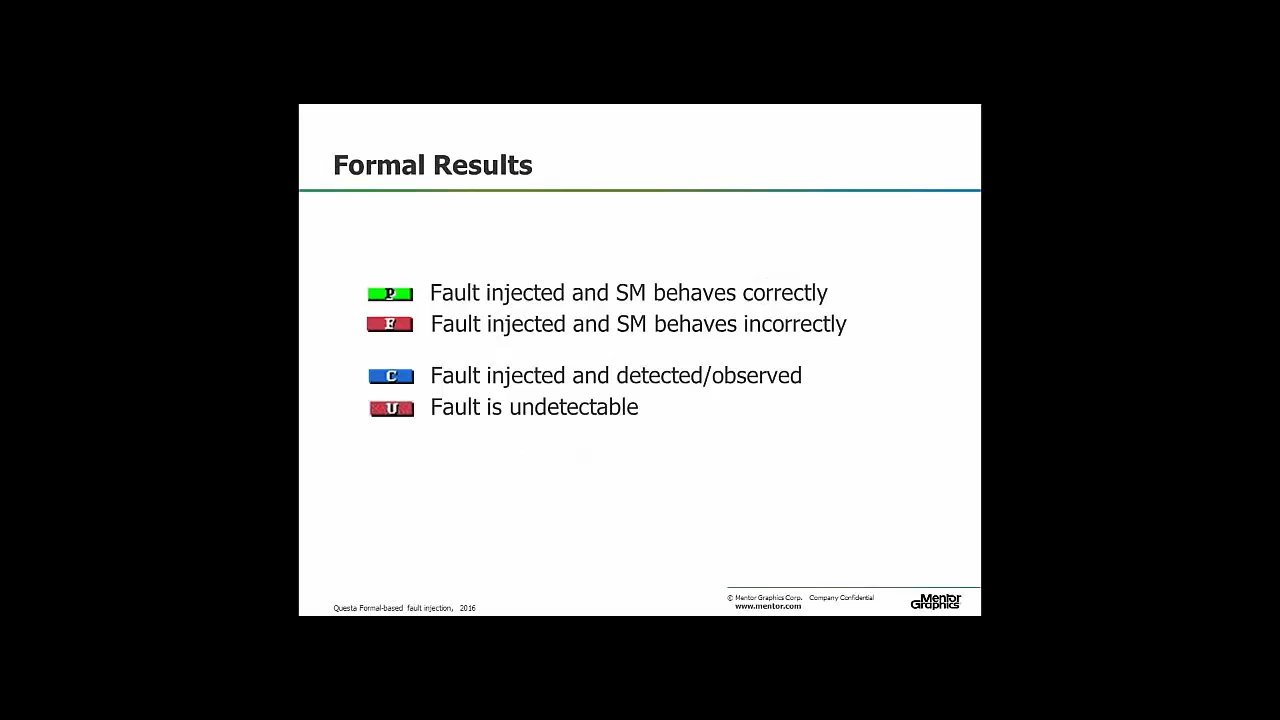 Formal Results
P Fault injected and SM behaves correctly
F Fault injected and SM behaves incorrectly
C Fault injected and detected/observed
U Fault is undetectable
Questa Formal-based fault injection, 2016
© Mentor Graphics Corp. Company Confidential
www.mentor.com
Mentor
Graphics